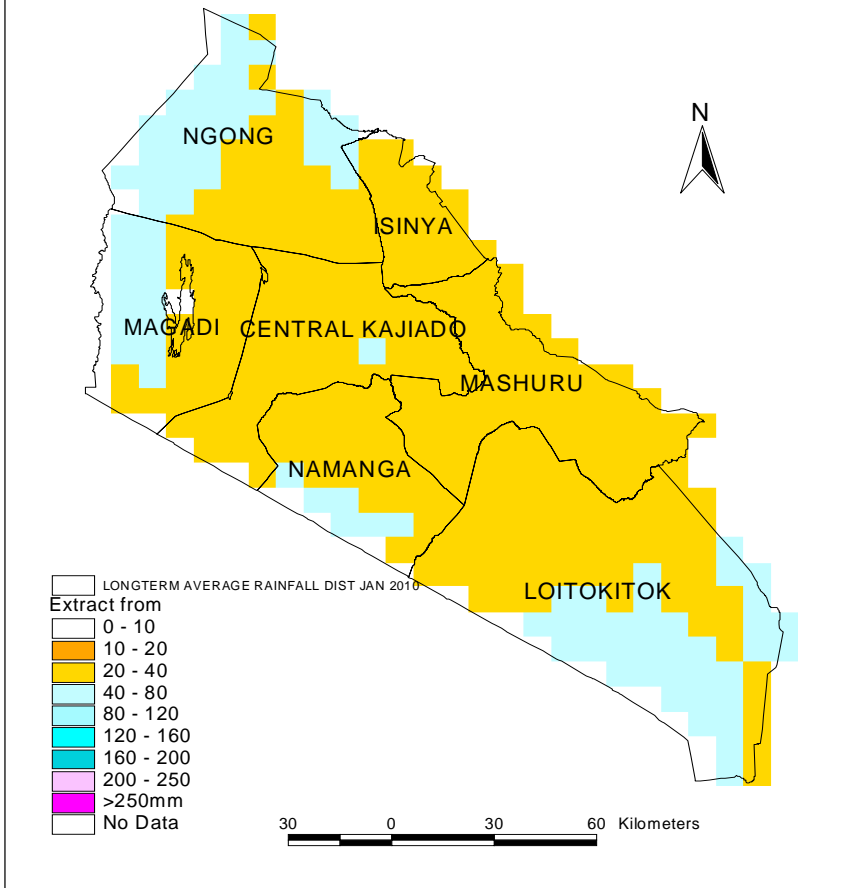 N
NGONG
ISINYA
MAGADI
CENTRAL KAJIADO
MASHURU
NAMANGA
LOITOKITOK
LONGTERM AVERAGE RAINFALL DIST JAN 2010
Extract from
0 - 10
10 - 20
20 - 40
40 - 80
80 - 120
120 - 160
160 - 200
200 - 250
>250mm
No Data
30 0 30 60 Kilometers